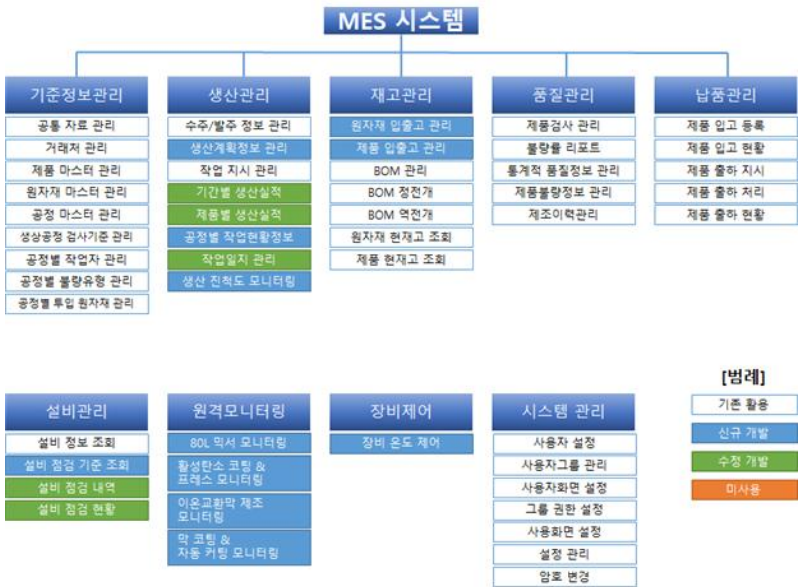 MES 시스템
기준정보관리
공통 자료 관리
거래처 관리
제품 마스터 관리
원자재 마스터 관리
공정 마스터 관리
생상공정 검사기준 관리
공정별 작업자 관리
공정별 불량유형 관리
공정별 투입 원자재 관리
생산관리
수주/발주 정보 관리
생산계획정보 관리
작업 지시 관리
기간별 생산실적
제품별 생산실적
공정별 작업현황정보
작업일지 관리
생산 진척도 모니터링
재고관리
원자재 입출고 관리
제품 입출고 관리
BOM 관리
BOM 정전개
BOM 역전개
원자재 현재고 조회
제품 현재고 조회
품질관리
제품검사 관리
불량률 리포트
통계적 품질정보 관리
제품불량정보 관리
제조이력관리
납품관리
제품 입고 등록
제품 입고 현황
제품 출하 지시
제품 출하 처리
제품 출하 현황
설비관리
설비 정보 조회
설비 점검 기준 조회
설비 점검 내역
설비 점검 현황
원격모니터링
80L 믹서 모니터링
활성탄소 코팅 &
프레스 모니터링
이온교환막 제조
모니터링
막 코팅 &
자동 커팅 모니터링
장비제어
장비 온도 제어
시스템 관리
사용자 설정
사용자그룹 관리
사용자화면 설정
그룹 권한 설정
사용화면 설정
설정 관리
암호 변경
[범례]
기존 활용
신규 개발
수정 개발
미사용